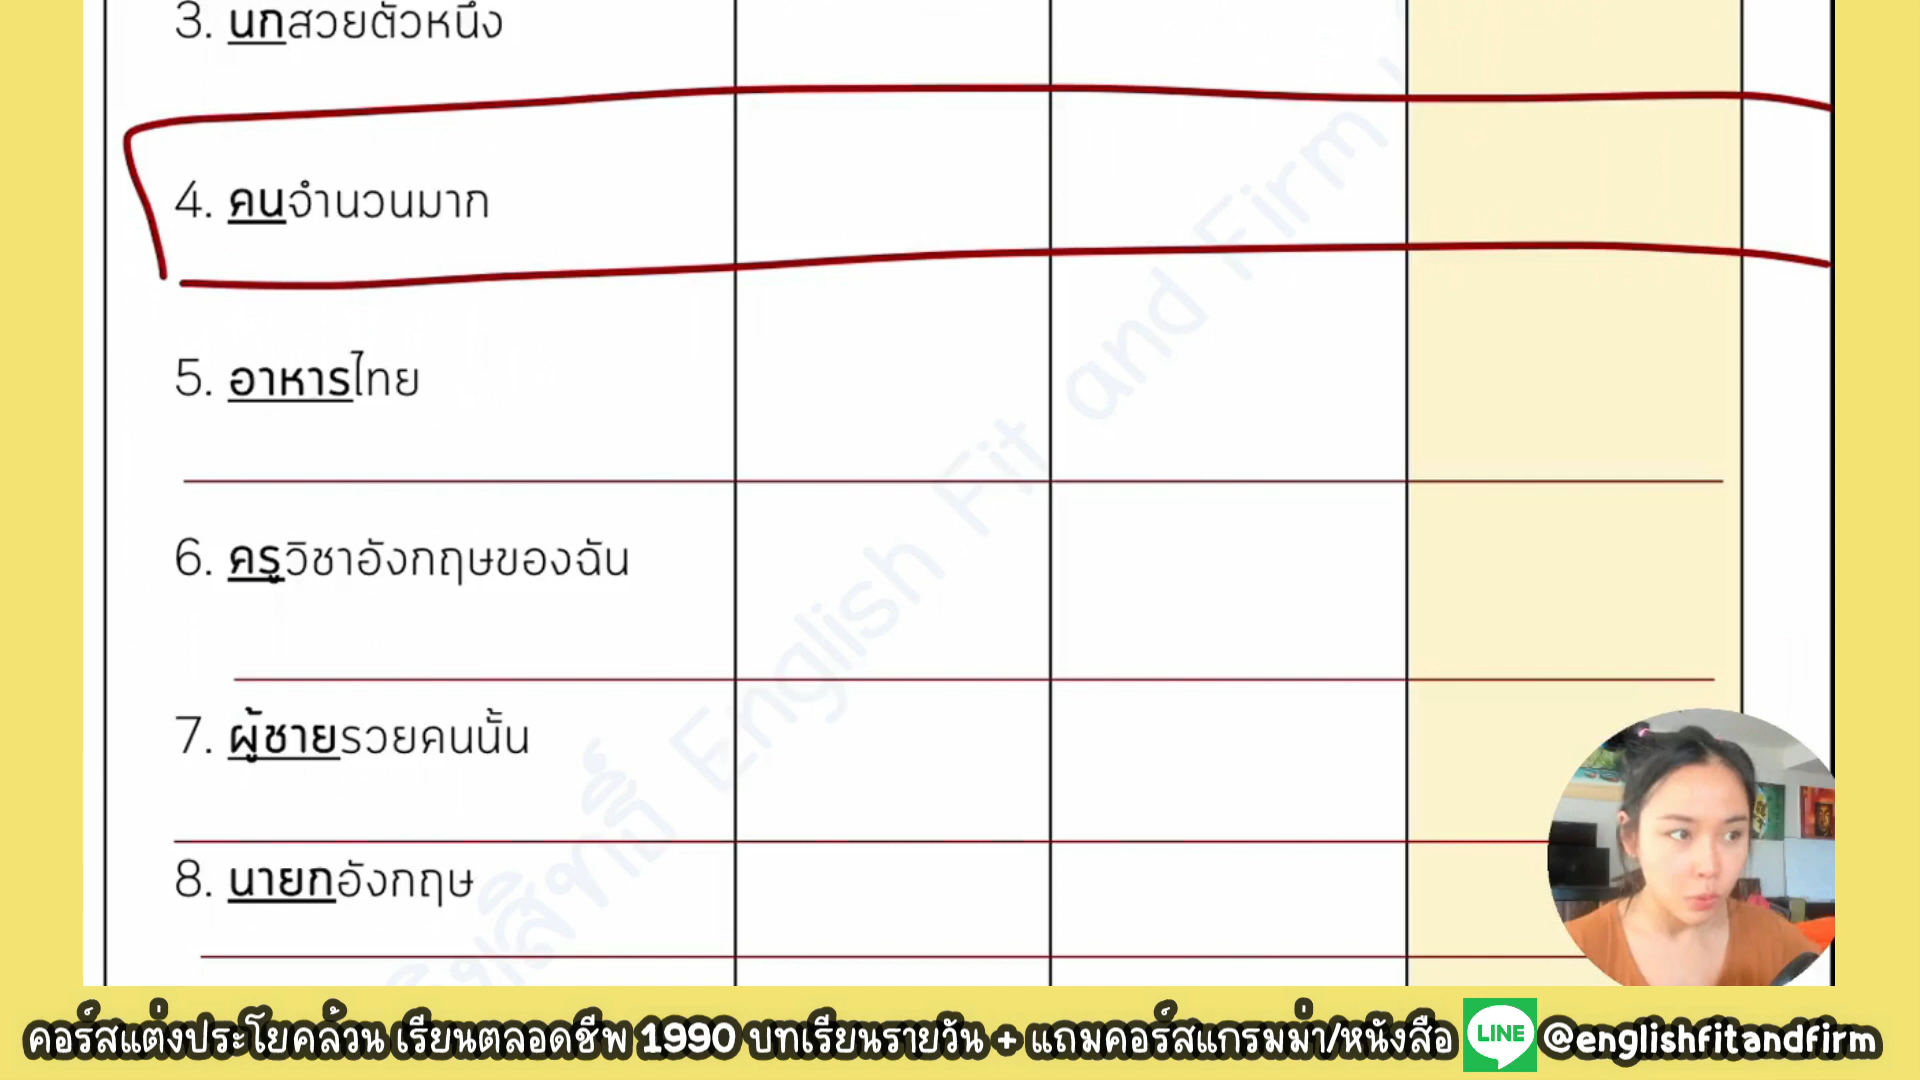 3. นกสวยตัวหนึ่ง
4. คนจำนวนมาก
5. อาหารไทย
6. ครูวิชาอังกฤษของฉัน
7. ผู้ชายรวยคนนั้น
8. นายกอังกฤษ
English Fit and Firm
คอร์สแต่งประโยคล้วน เรียนตลอดชีพ 1990 บทเรียนรายวัน + แถมคอร์สแกรมม่า/หนังสือ LINE @englishfitandfirm